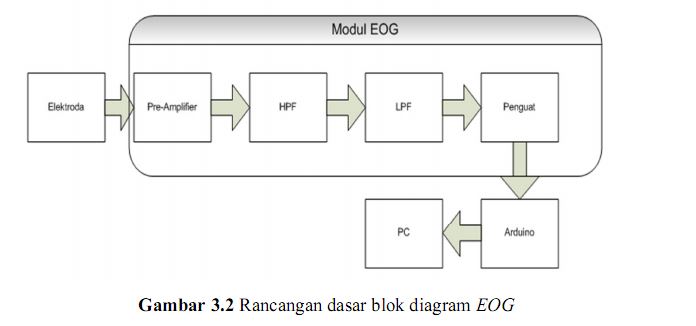 Modul EOG
Elektroda
Pre-Amplifier
HPF
LPF
Penguat
PC
Arduino
Gambar 3.2 Rancangan dasar blok diagram EOG